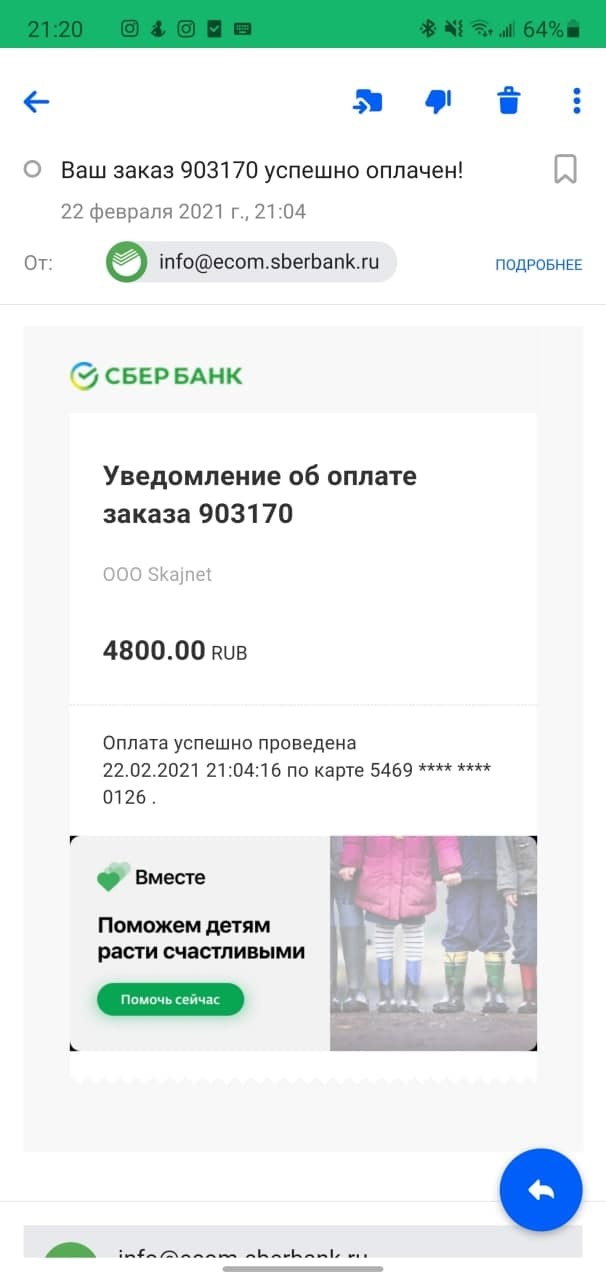 21:20
64%
Ваш заказ 903170 успешно оплачен!
22 февраля 2021 г., 21:04
От:
info@ecom.sberbank.ru
ПОДРОБНЕЕ
СБЕР БАНК
Уведомление об оплате
заказа 903170
ООО Skajnet
4800.00 RUB
Оплата успешно проведена
22.02.2021 21:04:16 по карте 5469 **** ****
0126 .
Вместе
Поможем детям
расти счастливыми
Помочь сейчас
info@ecom.sberbank.ru